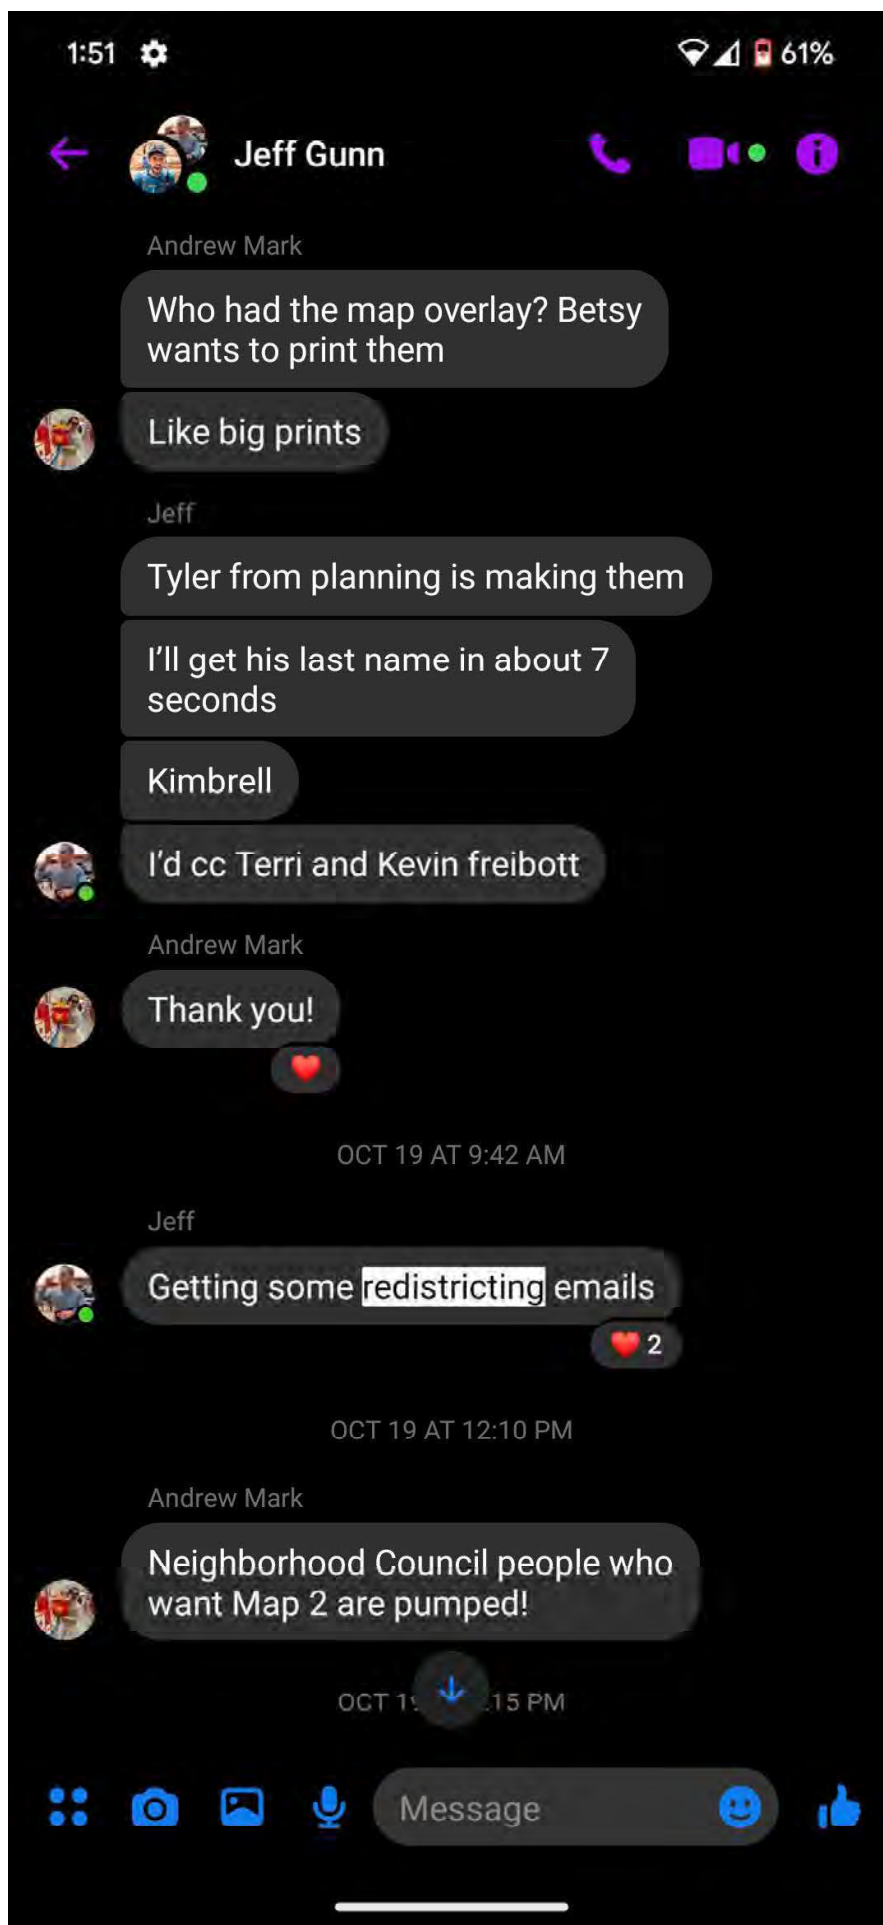 1:51
61%
Jeff Gunn
Andrew Mark
Who had the map overlay? Betsy
wants to print them
Like big prints
Jeff
Tyler from planning is making them
I'll get his last name in about 7
seconds
Kimbrell
I'd cc Terri and Kevin freibott
Andrew Mark
Thank you!
OCT 19 AT 9:42 AM
Jeff
Getting some redistricting emails
2
OCT 19 AT 12:10 PM
Andrew Mark
Neighborhood Council people who
want Map 2 are pumped!
OCT 15 PM
Message